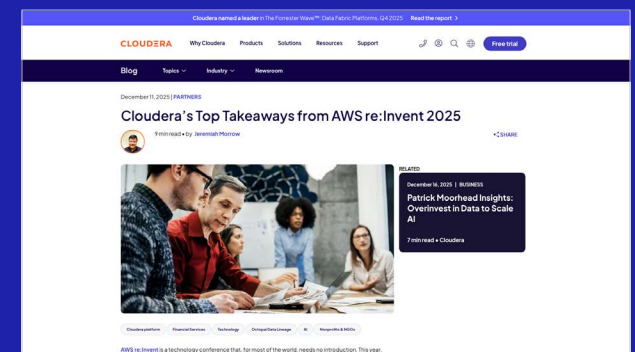 Cloudera named a leader in The Forrester Wave™: Data Fabric Platforms, Q4 2025 Read the report >
CLOUDERA Why Cloudera Products Solutions Resources Support Free trial
Blog Topics Industry Newsroom
December 11, 2025 | PARTNERS
Cloudera's Top Takeaways from AWS re:Invent 2025
9 min read • by Jeremiah Morrow
SHARE
RELATED
December 16, 2025 | BUSINESS
Patrick Moorhead Insights:
Overinvest in Data to Scale
AI
7 min read • Cloudera
Cloudera platform Financial Services Technology Octopai Data Lineage AI Nonprofits & NGOs
AWS re:Invent is a technology conference that, for most of the world, needs no introduction. This year,